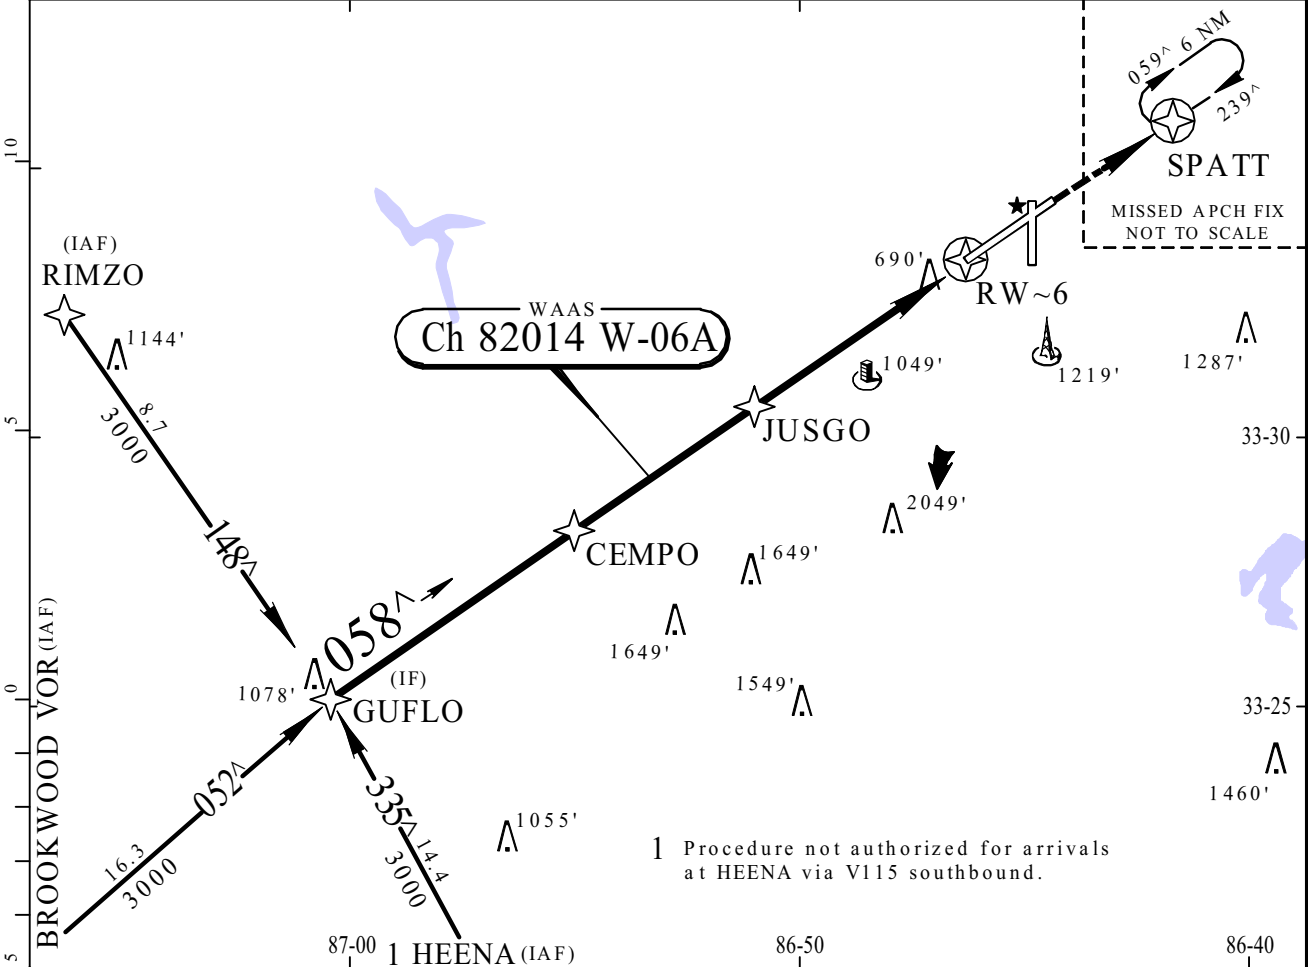 059^ 6 NM
239^
SPATT
MISSED APCH FIX
NOT TO SCALE
10
(IAF)
RIMZO
1144'
690'
RW~6
WAAS
Ch 82014 W-06A
1049'
1219'
1287'
8.7
3000
5
JUSGO
33-30
2049'
148^
CEMPO
1649'
1649'
058^
1078'
(IF)
GUFLO
1549'
0
33-25
BROOKWOOD VOR (IAF)
052^
335^
16.3
3000
14.4
3000
1055'
1460'
1 Procedure not authorized for arrivals
at HEENA via V115 southbound.
5
87-00
1 HEENA (IAF)
86-50
86-40